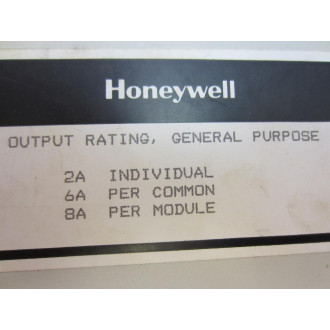 Honeywell
OUTPUT RATING, GENERAL PURPOSE
2A INDIVIDUAL
6A PER COMMON
8A PER MODULE